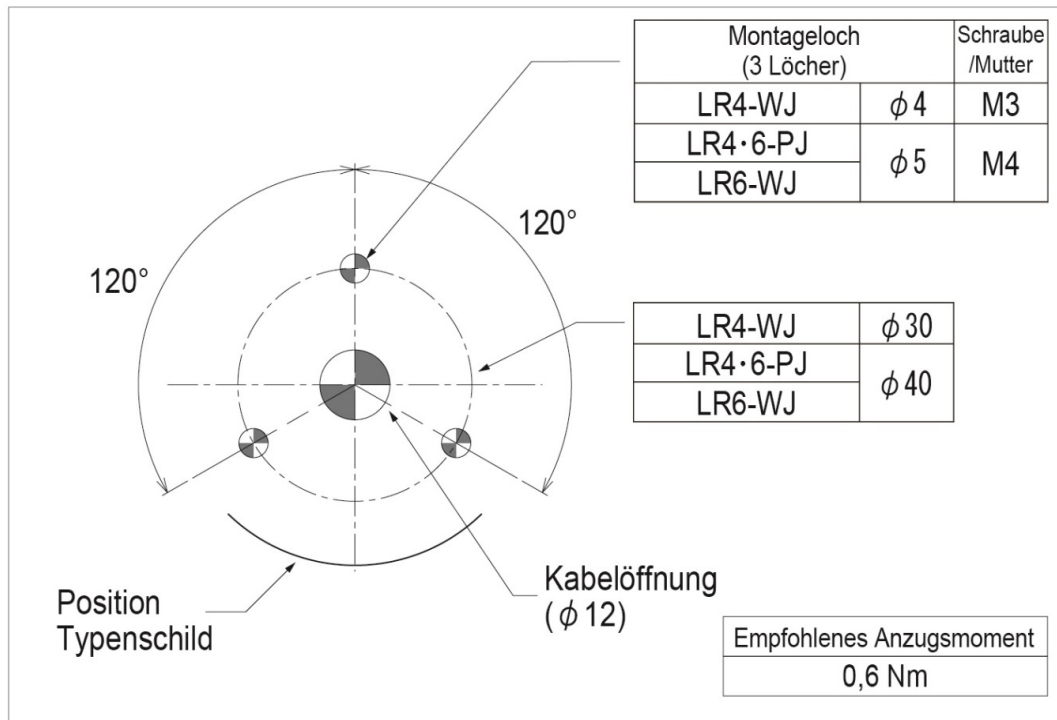 Montageloch
(3 Löcher)
Schraube
/Mutter
LR4-WJ ϕ4 M3
LR4・6-PJ
ϕ5 M4
LR6-WJ
120°
120°
LR4-WJ ϕ30
LR4・6-PJ
ϕ40
LR6-WJ
Position
Typenschild
Kabelöffnung
(ϕ12)
Empfohlenes Anzugsmoment
0,6 Nm